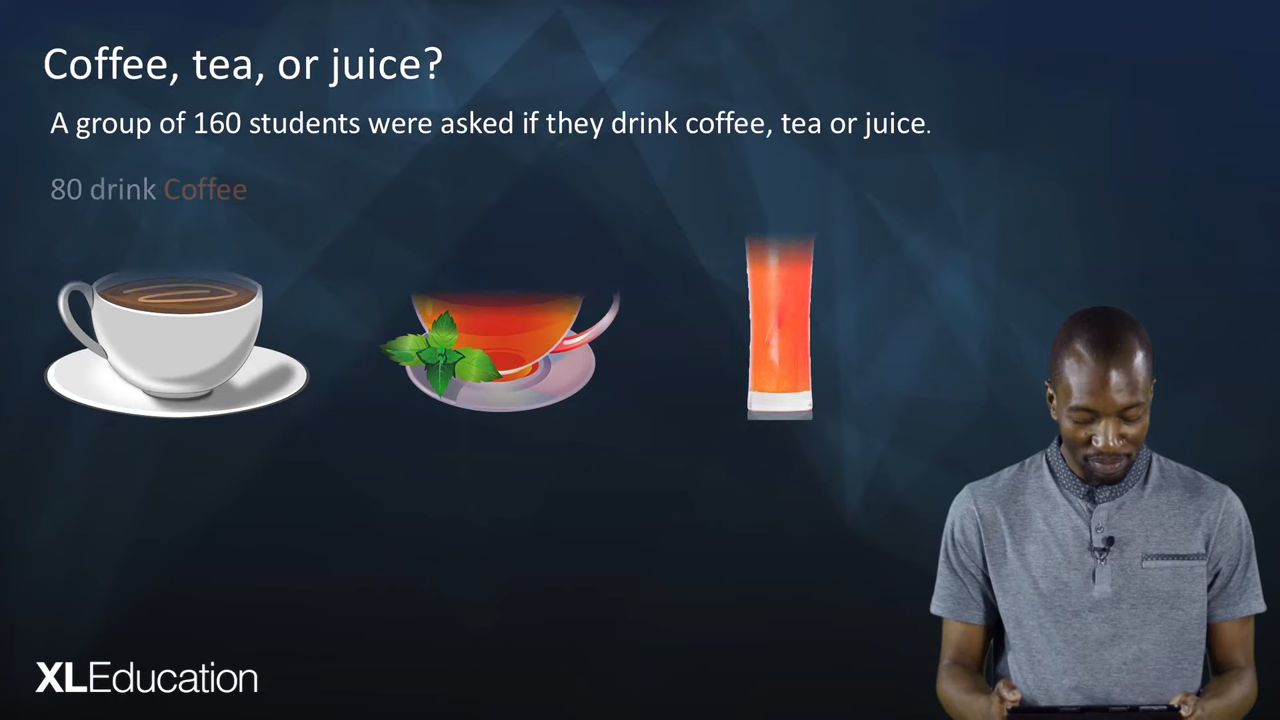 Coffee, tea, or juice?
A group of 160 students were asked if they drink coffee, tea or juice.
80 drink Coffee
XLEducation